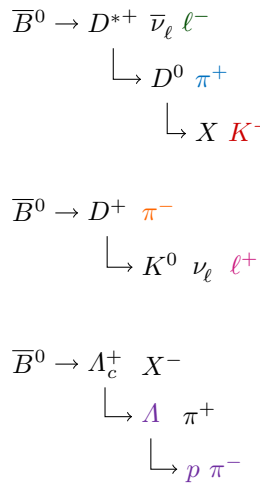 B̅⁰ → D*⁺ ν̅ℓ ℓ⁻
D⁰ π⁺
X K⁻
B̅⁰ → D⁺ π⁻
K⁰ νℓ ℓ⁺
B̅⁰ → Λc⁺ X⁻
Λ π⁺
p π⁻